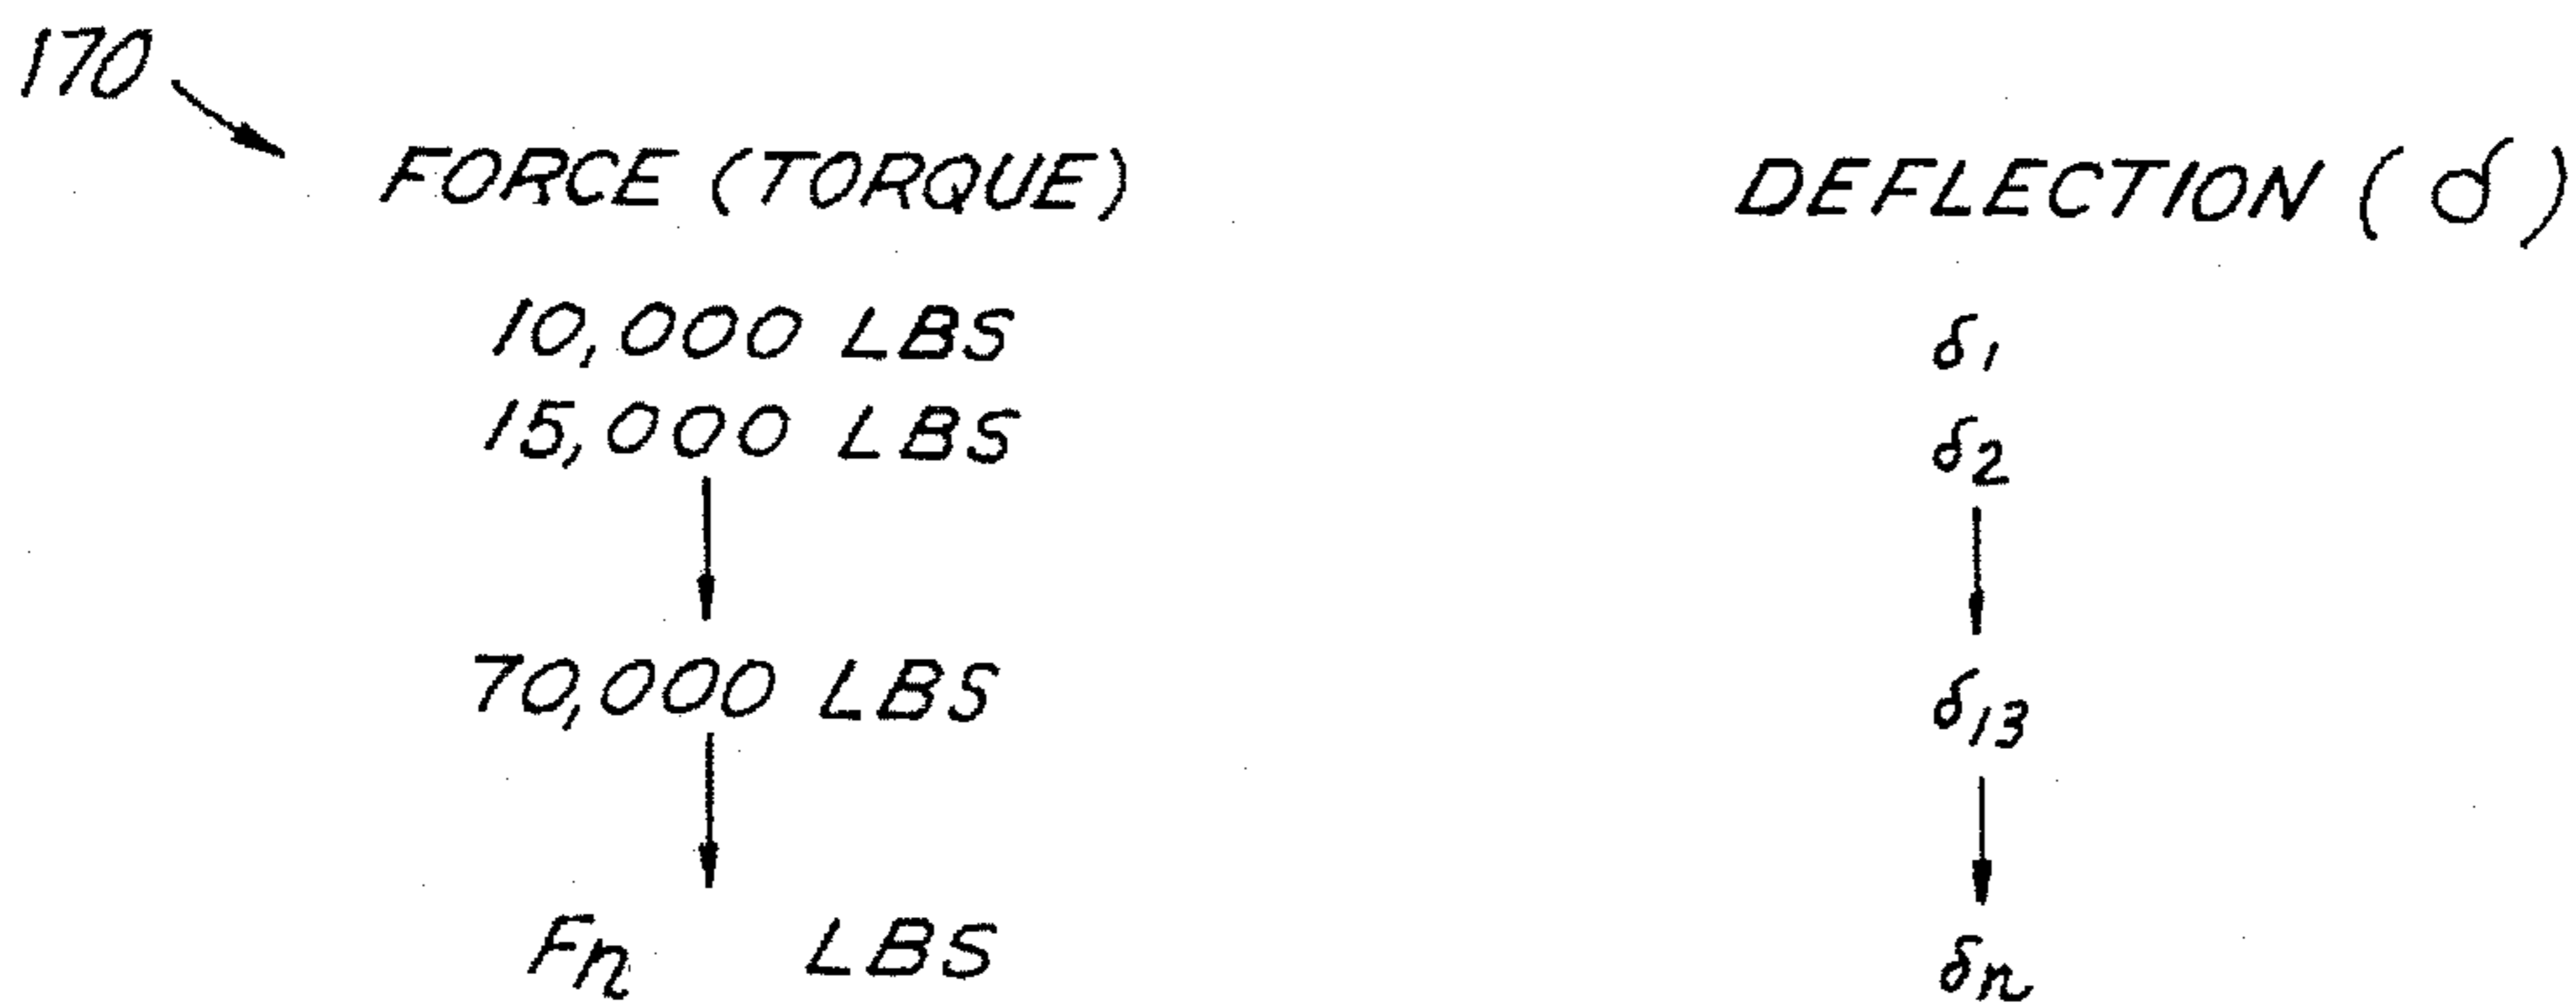 170
FORCE (TORQUE) DEFLECTION (δ)
10,000 LBS δ1
15,000 LBS δ2
70,000 LBS δ13
Fn LBS δn